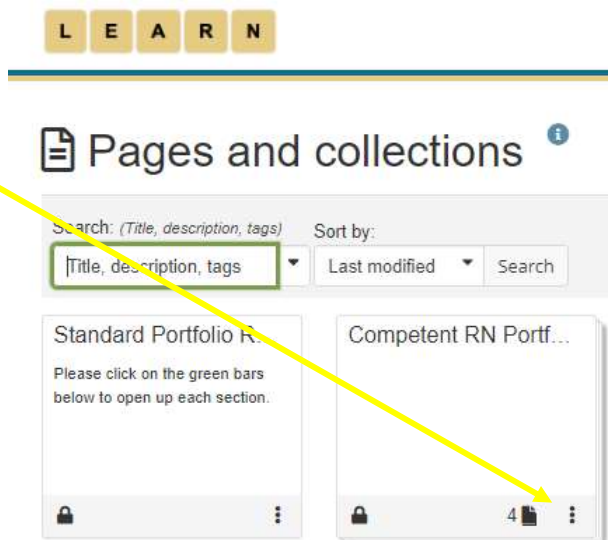 L E A R N
Pages and collections
Search: (Title, description, tags) Sort by:
Title, description, tags Last modified Search
Standard Portfolio R...
Please click on the green bars
below to open up each section.
Competent RN Portf...
4